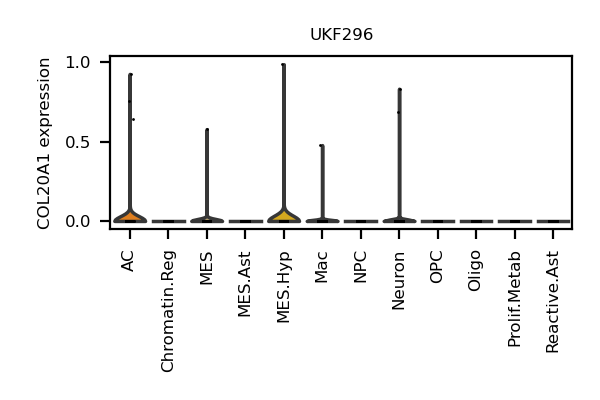 UKF296
COL20A1 expression
1.0
0.5
0.0
AC
Chromatin.Reg
MES
MES.Ast
MES.Hyp
Mac
NPC
Neuron
OPC
Oligo
Prolif.Metab
Reactive.Ast